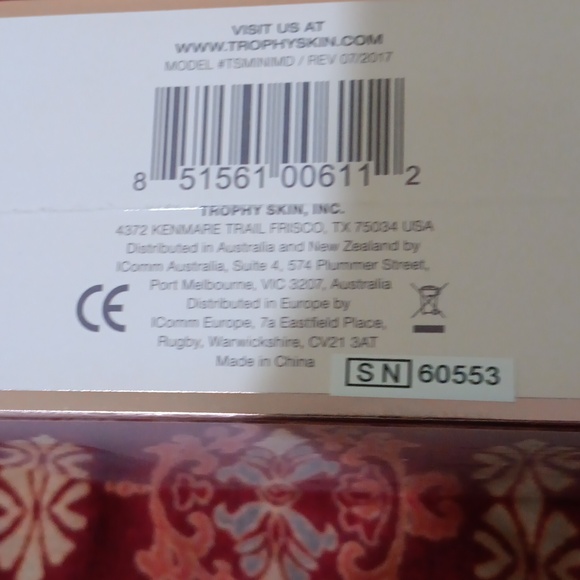 VISIT US AT
WWW.TROPHYSKIN.COM
MODEL #TSMINIMD / REV 07/2017
8 51561 00611 2
TROPHY SKIN, INC.
4372 KENMARE TRAIL FRISCO, TX 75034 USA
Distributed in Australia and New Zealand by
IComm Australia, Suite 4, 574 Plummer Street,
Port Melbourne, VIC 3207, Australia
Distributed in Europe by
IComm Europe, 7a Eastfield Place,
Rugby, Warwickshire, CV21 3AT
Made in China
CE
SN 60553